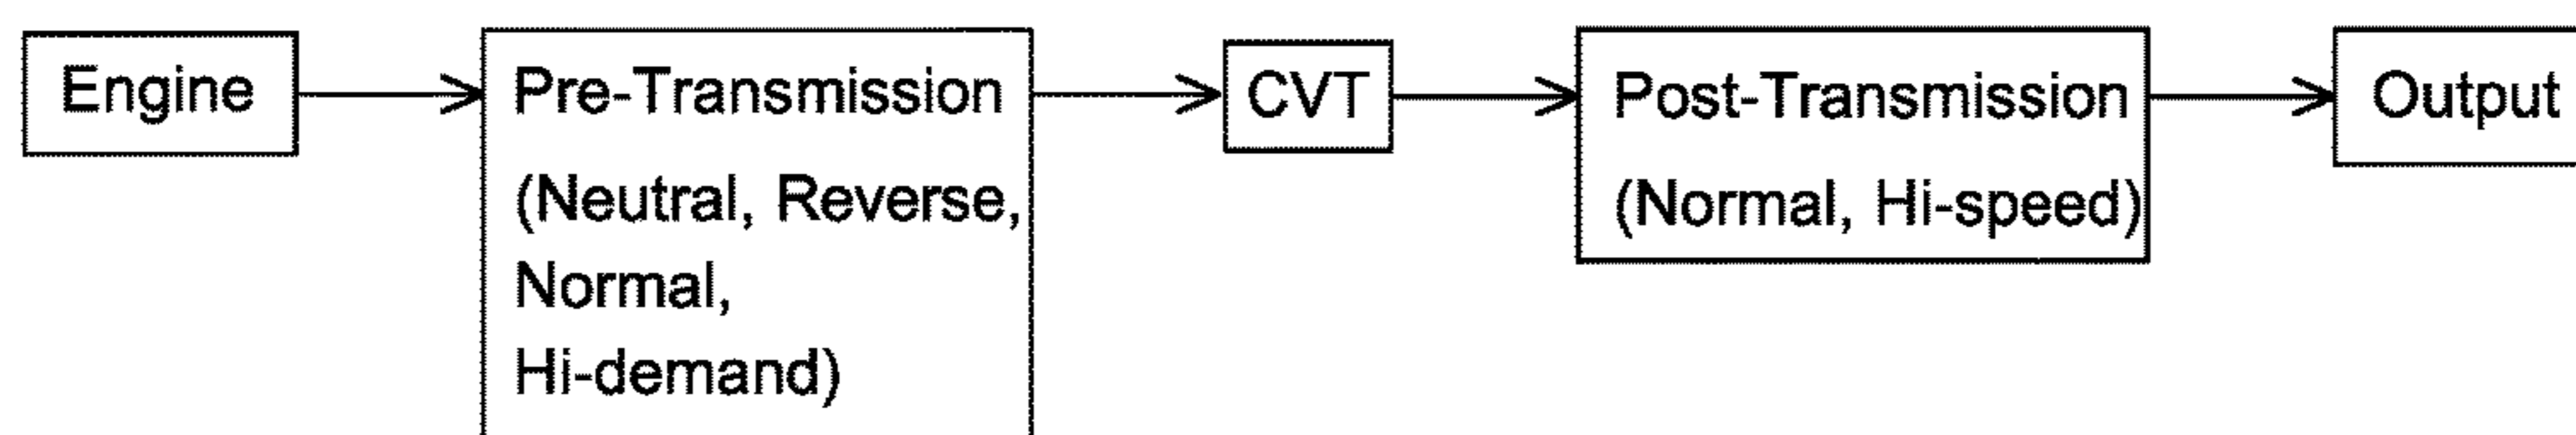 Engine
Pre-Transmission
(Neutral, Reverse,
Normal,
Hi-demand)
CVT
Post-Transmission
(Normal, Hi-speed)
Output